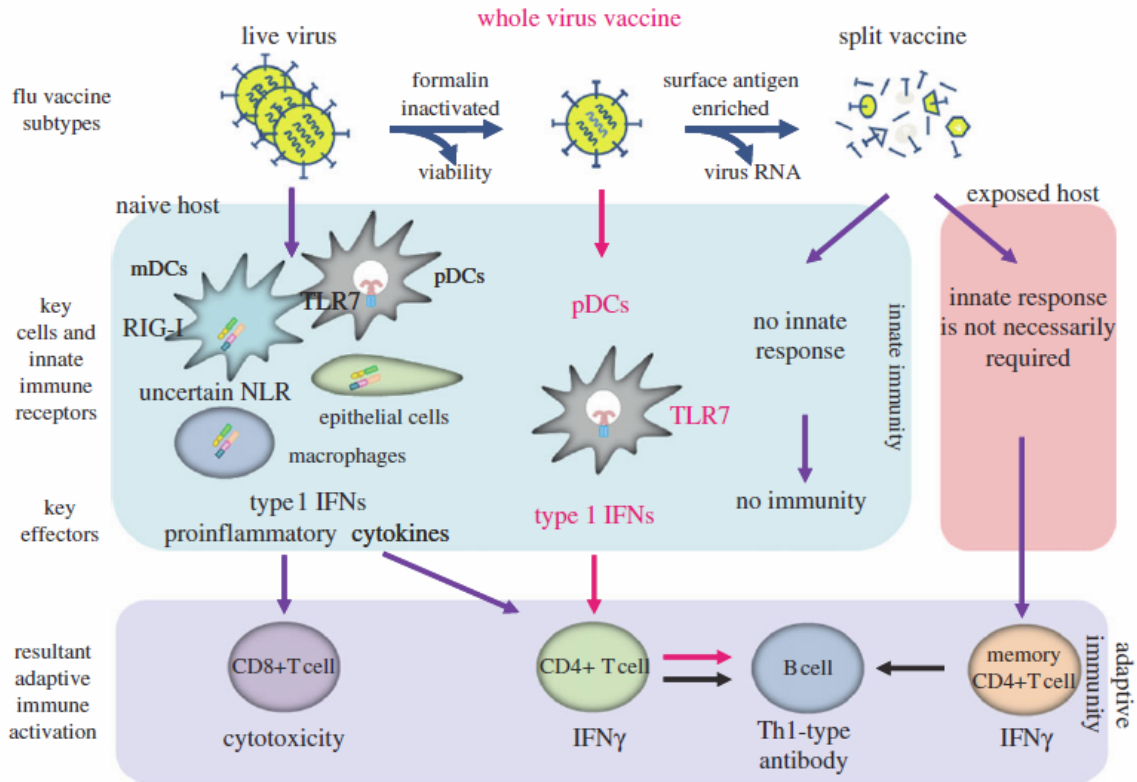 whole virus vaccine
live virus
split vaccine
flu vaccine
subtypes
formalin
inactivated
viability
surface antigen
enriched
virus RNA
naive host
exposed host
mDCs
pDCs
TLR7
RIG-I
uncertain NLR
epithelial cells
macrophages
key
cells and
innate
immune
receptors
pDCs
TLR7
no innate
response
innate immunity
innate response
is not necessarily
required
key
effectors
type 1 IFNs
proinflammatory cytokines
type 1 IFNs
no immunity
resultant
adaptive
immune
activation
CD8+T cell
cytotoxicity
CD4+ T cell
IFNγ
B cell
Th1-type
antibody
memory
CD4+T cell
IFNγ
adaptive
immunity